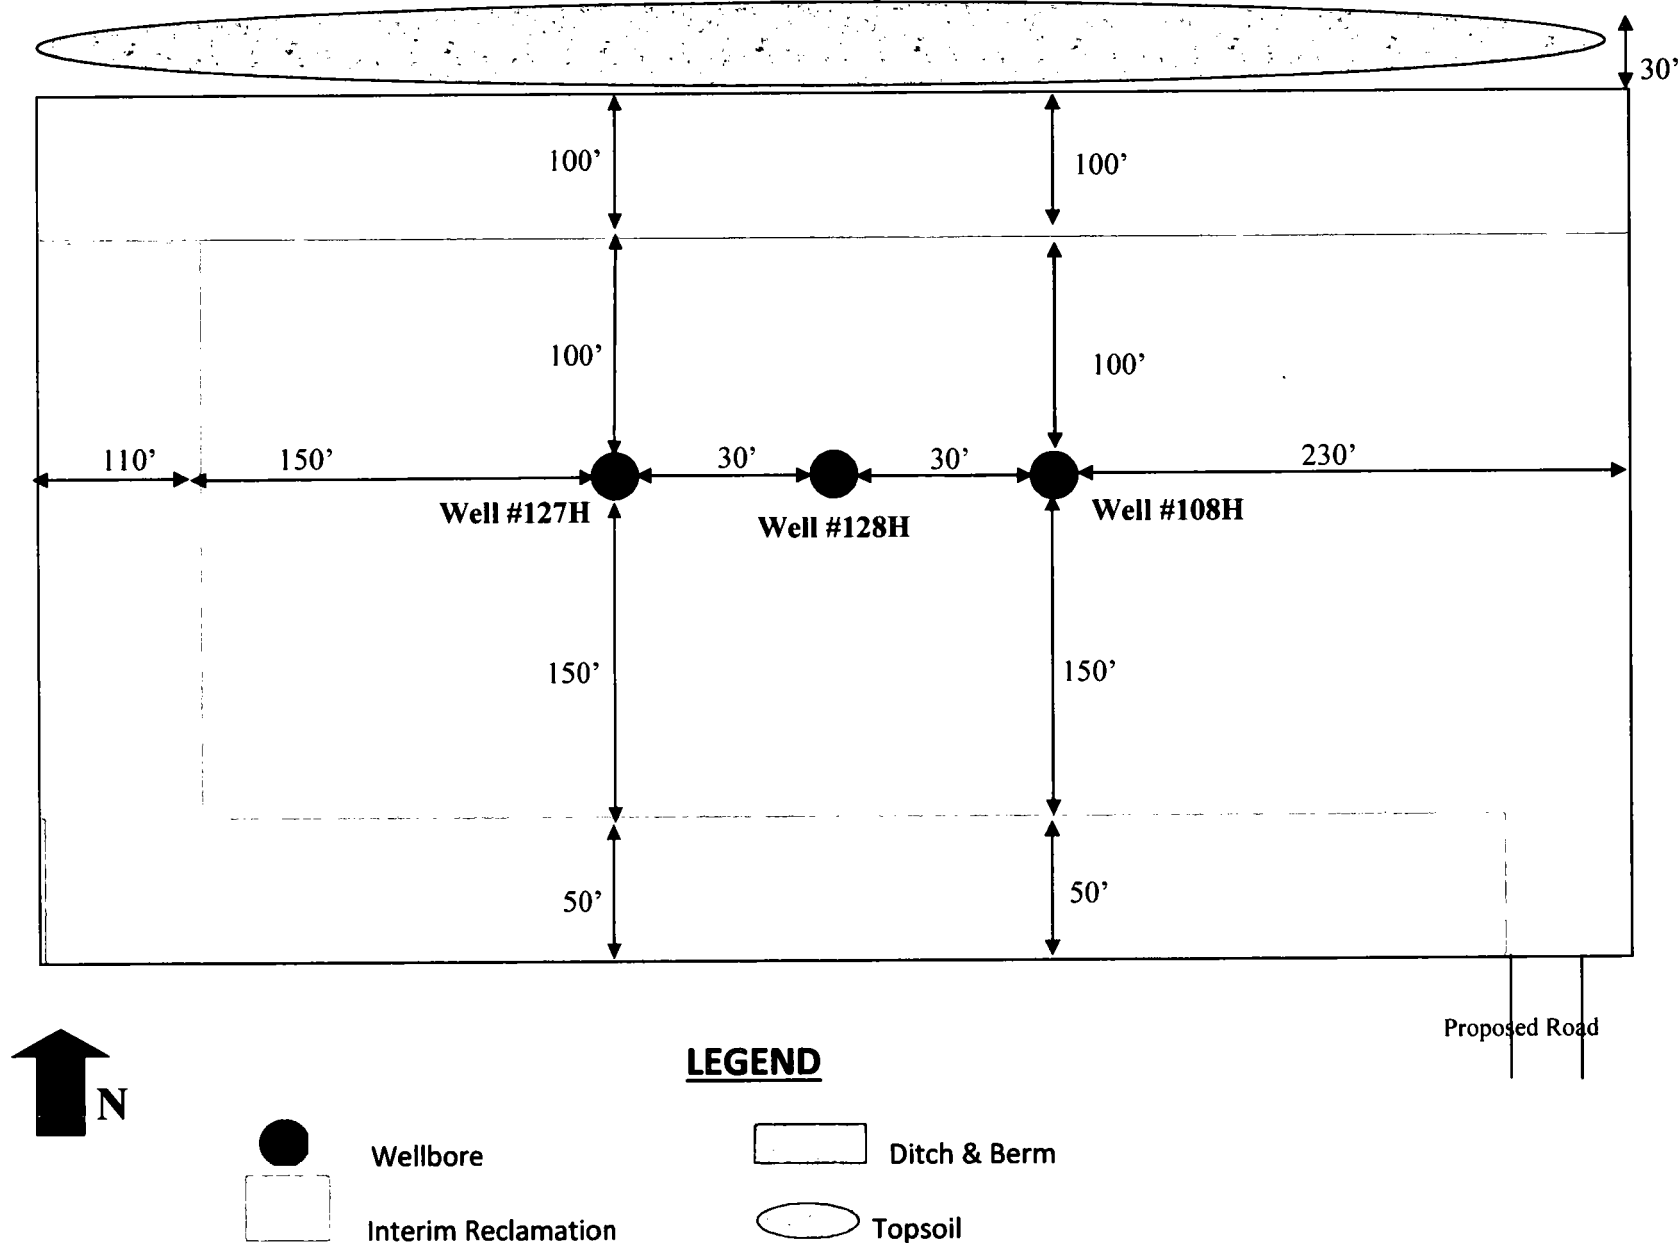 30’
100’ 100’
100’ 100’
110’ 150’ 30’ 30’ 230’
Well #127H Well #128H Well #108H
150’ 150’
50’ 50’
Proposed Road
N
LEGEND
Wellbore Ditch & Berm
Interim Reclamation Topsoil